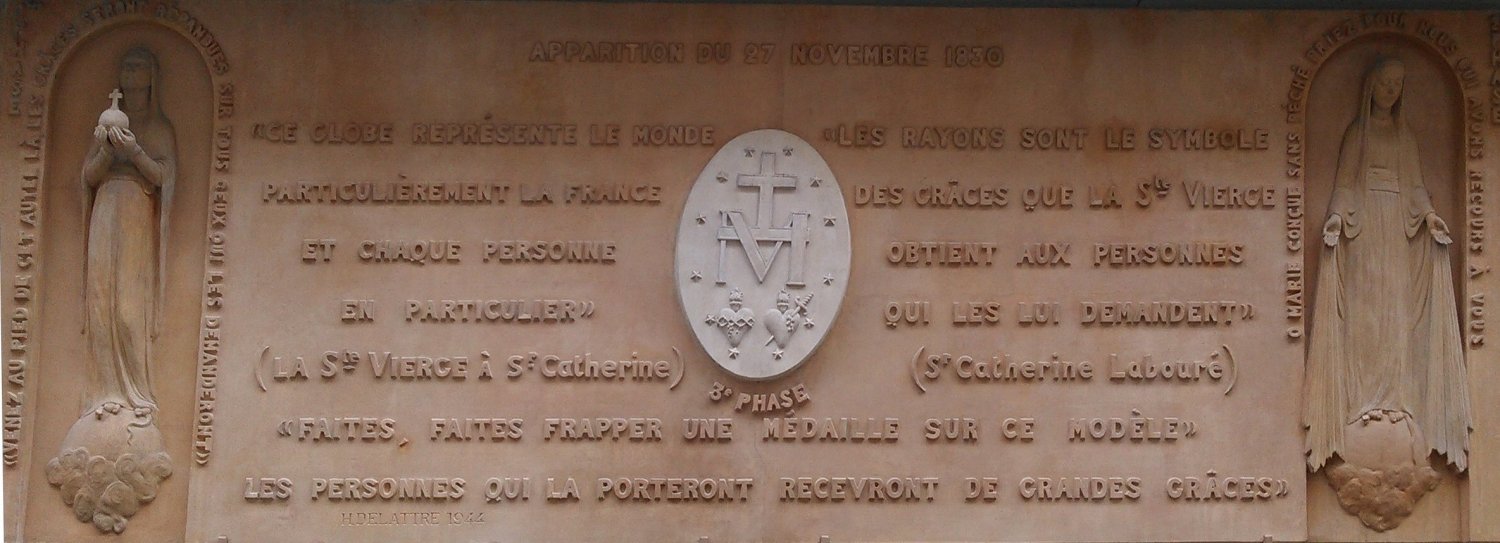 APPARITION DU 27 NOVEMBRE 1830
«CE GLOBE REPRÉSENTE LE MONDE
PARTICULIÈREMENT LA FRANCE
ET CHAQUE PERSONNE
EN PARTICULIER»
(LA Ste VIERGE À Sr Catherine)
«LES RAYONS SONT LE SYMBOLE
DES GRÂCES QUE LA Ste VIERGE
OBTIENT AUX PERSONNES
QUI LES LUI DEMANDENT»
(Sr Catherine Labouré)
3e PHASE
«FAITES, FAITES FRAPPER UNE MÉDAILLE SUR CE MODÈLE»
LES PERSONNES QUI LA PORTERONT RECEVRONT DE GRANDES GRÂCES»
H.DELATTRE 1944
«VENEZ AU PIED DE CET AUTEL LÀ, LES GRÂCES SERONT RÉPANDUES SUR TOUS CEUX QUI LES DEMANDERONT»
O MARIE CONÇUE SANS PÉCHÉ PRIEZ POUR NOUS QUI AVONS RECOURS À VOUS